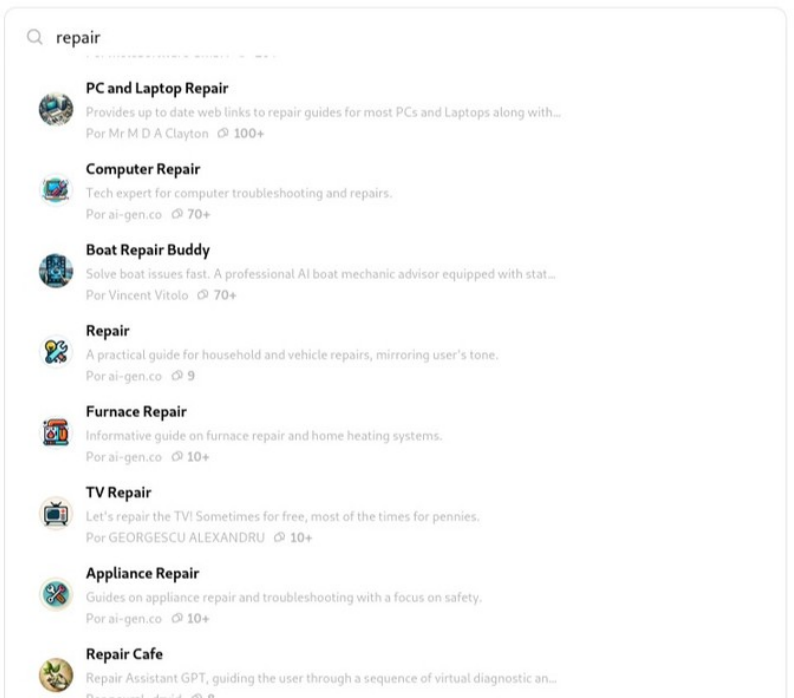 repair
PC and Laptop Repair
Provides up to date web links to repair guides for most PCs and Laptops along with...
Por Mr M D A Clayton 100+
Computer Repair
Tech expert for computer troubleshooting and repairs.
Por ai-gen.co 70+
Boat Repair Buddy
Solve boat issues fast. A professional AI boat mechanic advisor equipped with stat...
Por Vincent Vitolo 70+
Repair
A practical guide for household and vehicle repairs, mirroring user's tone.
Por ai-gen.co 9
Furnace Repair
Informative guide on furnace repair and home heating systems.
Por ai-gen.co 10+
TV Repair
Let's repair the TV! Sometimes for free, most of the times for pennies.
Por GEORGESCU ALEXANDRU 10+
Appliance Repair
Guides on appliance repair and troubleshooting with a focus on safety.
Por ai-gen.co 10+
Repair Cafe
Repair Assistant GPT, guiding the user through a sequence of virtual diagnostic an...